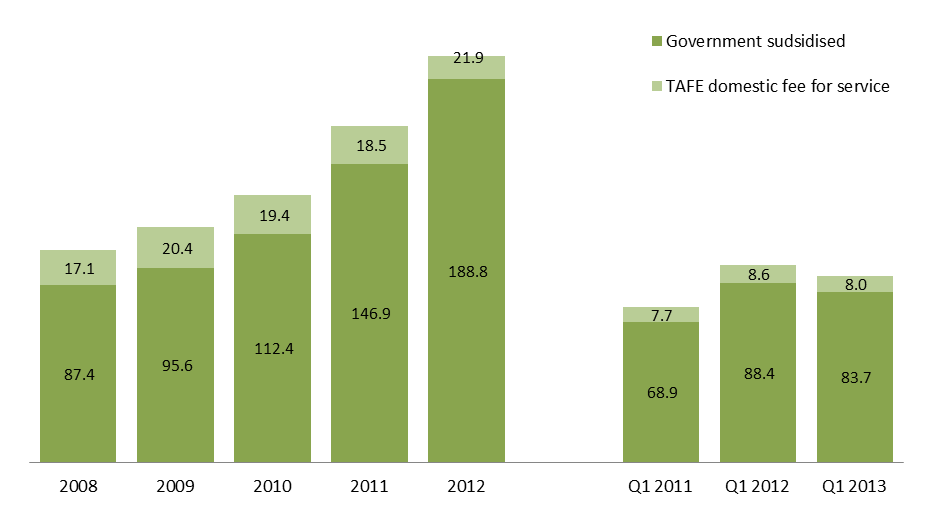 Government sudsidised
TAFE domestic fee for service
17.1 20.4 19.4 18.5 21.9 7.7 8.6 8.0
87.4 95.6 112.4 146.9 188.8 68.9 88.4 83.7
2008 2009 2010 2011 2012 Q1 2011 Q1 2012 Q1 2013